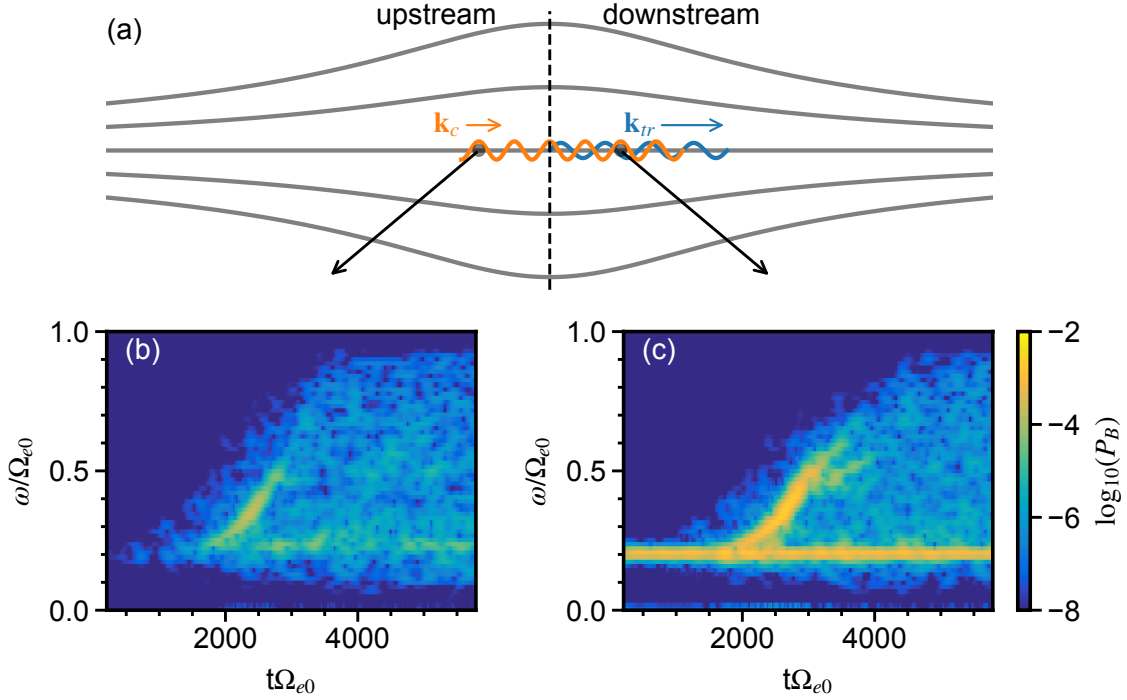 (a)
upstream
downstream
k_c
k_tr
(b)
(c)
1.0
0.5
0.0
ω/Ω_e0
2000
4000
tΩ_e0
1.0
0.5
0.0
ω/Ω_e0
2000
4000
tΩ_e0
−2
−4
−6
−8
log₁₀(P_B)